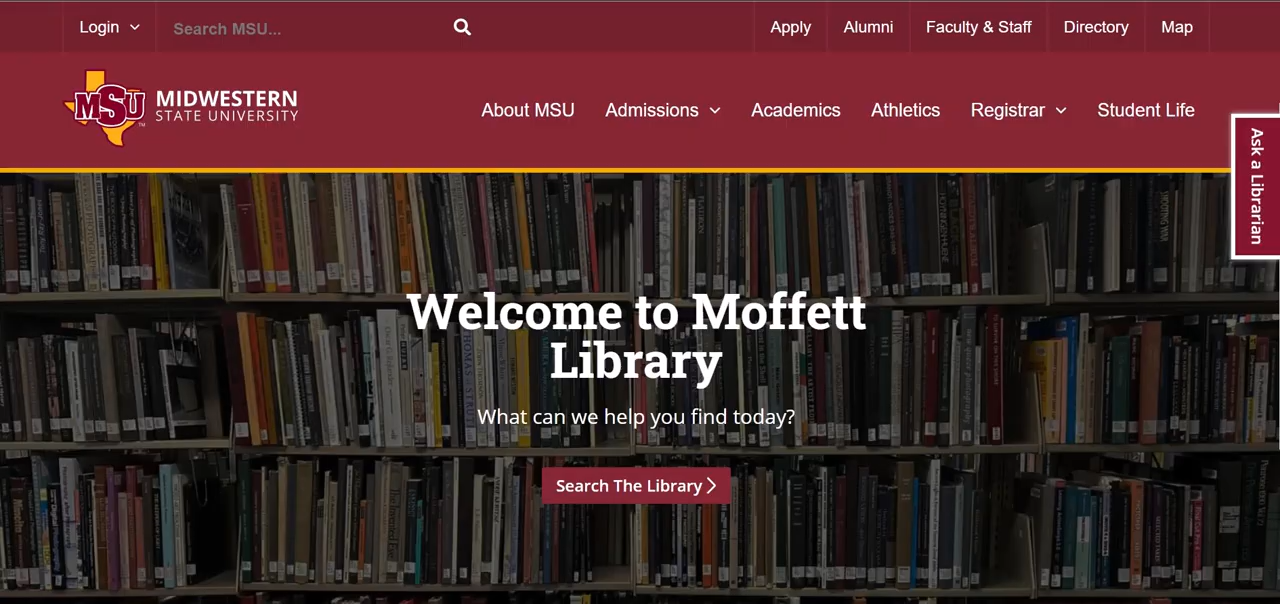 Login
Search MSU...
Apply
Alumni
Faculty & Staff
Directory
Map
MSU
TM
MIDWESTERN
STATE UNIVERSITY
About MSU
Admissions
Academics
Athletics
Registrar
Student Life
Ask a Librarian
Welcome to Moffett
Library
What can we help you find today?
Search The Library